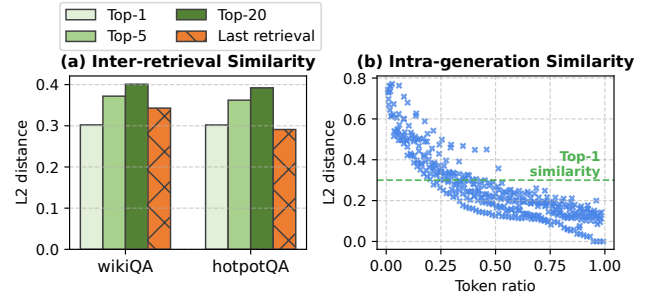 Top-1 Top-20
Top-5 Last retrieval
(a) Inter-retrieval Similarity
L2 distance
0.4
0.3
0.2
0.1
0.0
wikiQA hotpotQA
(b) Intra-generation Similarity
L2 distance
0.8
0.6
0.4
0.2
0.0
Top-1
similarity
0.00 0.25 0.50 0.75 1.00
Token ratio